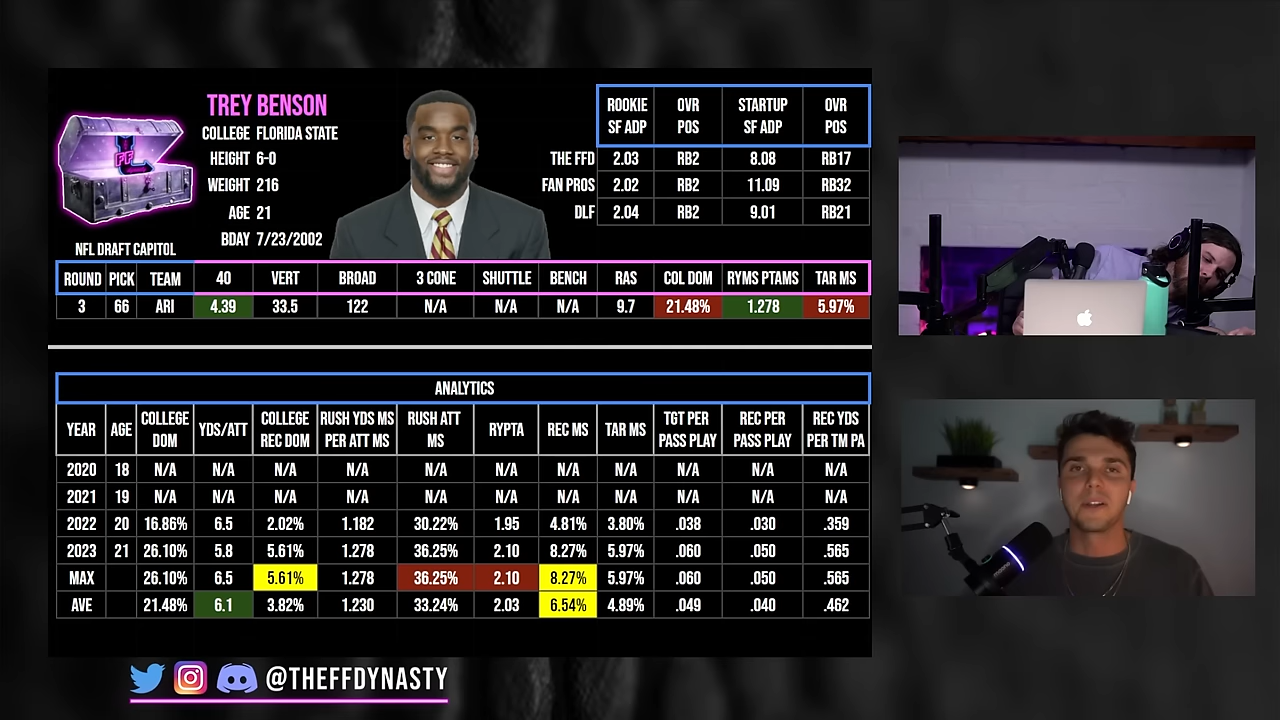 TREY BENSON
COLLEGE FLORIDA STATE
HEIGHT 6-0
WEIGHT 216
AGE 21
BDAY 7/23/2002
FF
NFL DRAFT CAPITOL
ROOKIE SF ADP OVR POS STARTUP SF ADP OVR POS
THE FFD 2.03 RB2 8.08 RB17
FAN PROS 2.02 RB2 11.09 RB32
DLF 2.04 RB2 9.01 RB21
ROUND PICK TEAM 40 VERT BROAD 3 CONE SHUTTLE BENCH RAS COL DOM RYMS PTAMS TAR MS
3 66 ARI 4.39 33.5 122 N/A N/A N/A 9.7 21.48% 1.278 5.97%
ANALYTICS
YEAR AGE COLLEGE DOM YDS/ATT COLLEGE REC DOM RUSH YDS MS PER ATT MS RUSH ATT MS RYPTA REC MS TAR MS TGT PER PASS PLAY REC PER PASS PLAY REC YDS PER TM PA
2020 18 N/A N/A N/A N/A N/A N/A N/A N/A N/A N/A N/A
2021 19 N/A N/A N/A N/A N/A N/A N/A N/A N/A N/A N/A
2022 20 16.86% 6.5 2.02% 1.182 30.22% 1.95 4.81% 3.80% .038 .030 .359
2023 21 26.10% 5.8 5.61% 1.278 36.25% 2.10 8.27% 5.97% .060 .050 .565
MAX 26.10% 6.5 5.61% 1.278 36.25% 2.10 8.27% 5.97% .060 .050 .565
AVE 21.48% 6.1 3.82% 1.230 33.24% 2.03 6.54% 4.89% .049 .040 .462
@THEFFDYNASTY